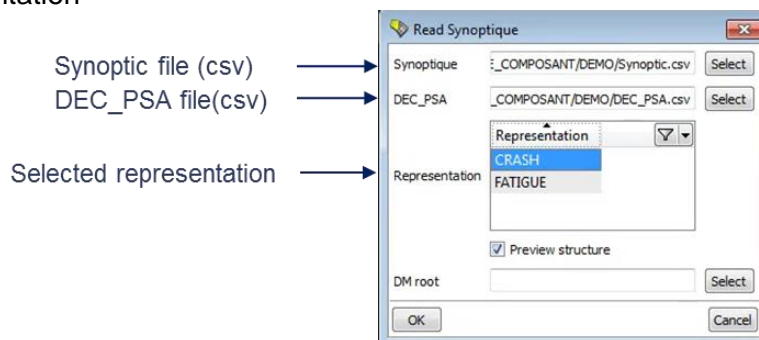 Read Synoptique
Synoptic file (csv)
Synoptique
E_COMPOSANT/DEMO/Synoptic.csv
Select
DEC_PSA file(csv)
DEC_PSA
_COMPOSANT/DEMO/DEC_PSA.csv
Select
Representation
CRASH
Selected representation
Representation
FATIGUE
Preview structure
DM root
Select
OK
Cancel